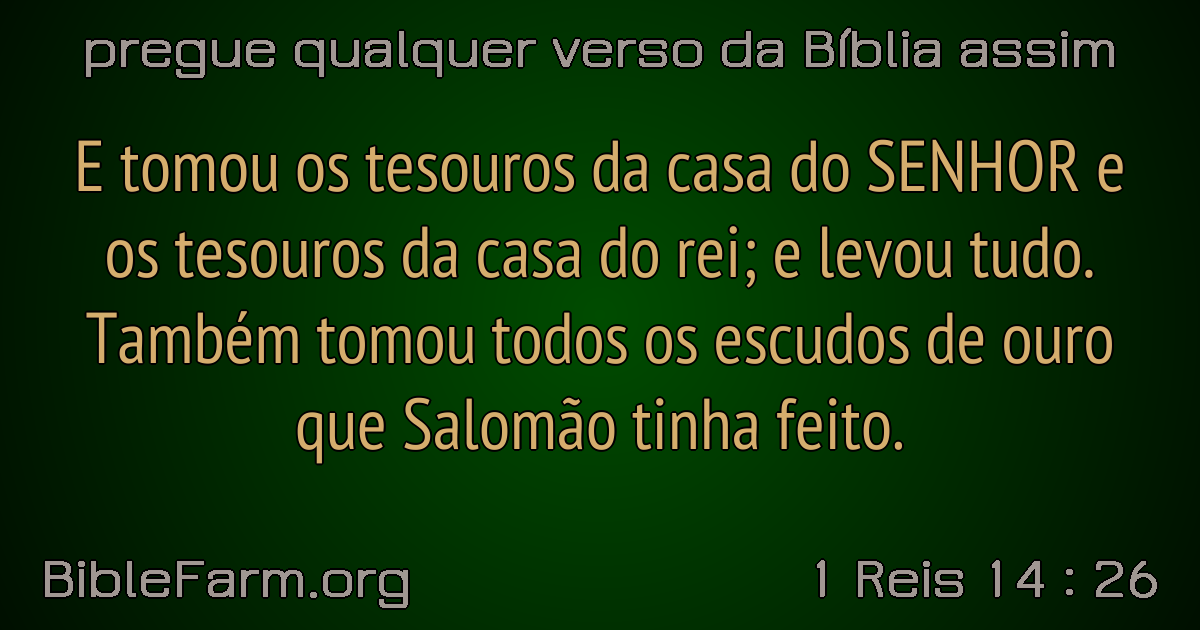 pregue qualquer verso da Bíblia assim
E tomou os tesouros da casa do SENHOR e
os tesouros da casa do rei; e levou tudo.
Também tomou todos os escudos de ouro
que Salomão tinha feito.
BibleFarm.org
1 Reis 14 : 26